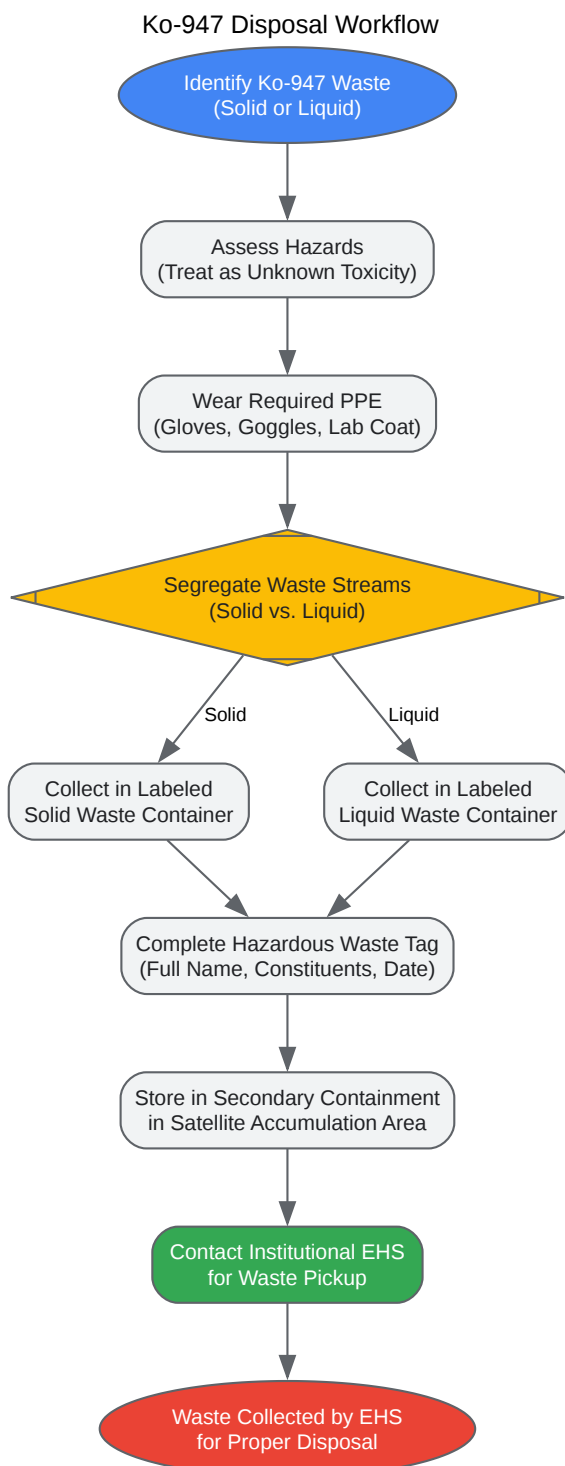 Ko-947 Disposal Workflow
Identify Ko-947 Waste
(Solid or Liquid)
Assess Hazards
(Treat as Unknown Toxicity)
Wear Required PPE
(Gloves, Goggles, Lab Coat)
Segregate Waste Streams
(Solid vs. Liquid)
Solid
Liquid
Collect in Labeled
Solid Waste Container
Collect in Labeled
Liquid Waste Container
Complete Hazardous Waste Tag
(Full Name, Constituents, Date)
Store in Secondary Containment
in Satellite Accumulation Area
Contact Institutional EHS
for Waste Pickup
Waste Collected by EHS
for Proper Disposal